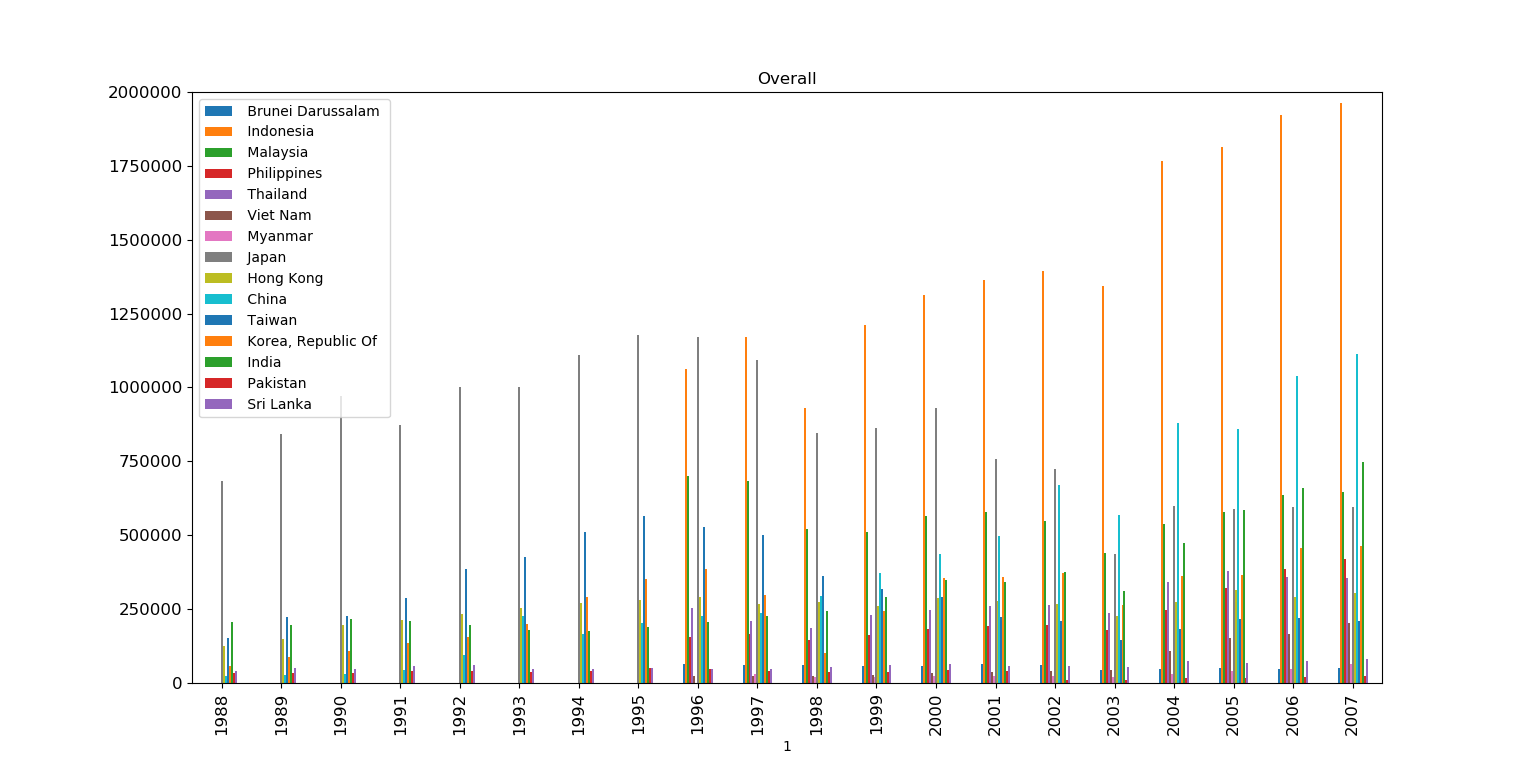 Overall
2000000
1750000
1500000
1250000
1000000
750000
500000
250000
0
Brunei Darussalam
Indonesia
Malaysia
Philippines
Thailand
Viet Nam
Myanmar
Japan
Hong Kong
China
Taiwan
Korea, Republic Of
India
Pakistan
Sri Lanka
1988 1989 1990 1991 1992 1993 1994 1995 1996 1997 1998 1999 2000 2001 2002 2003 2004 2005 2006 2007
1